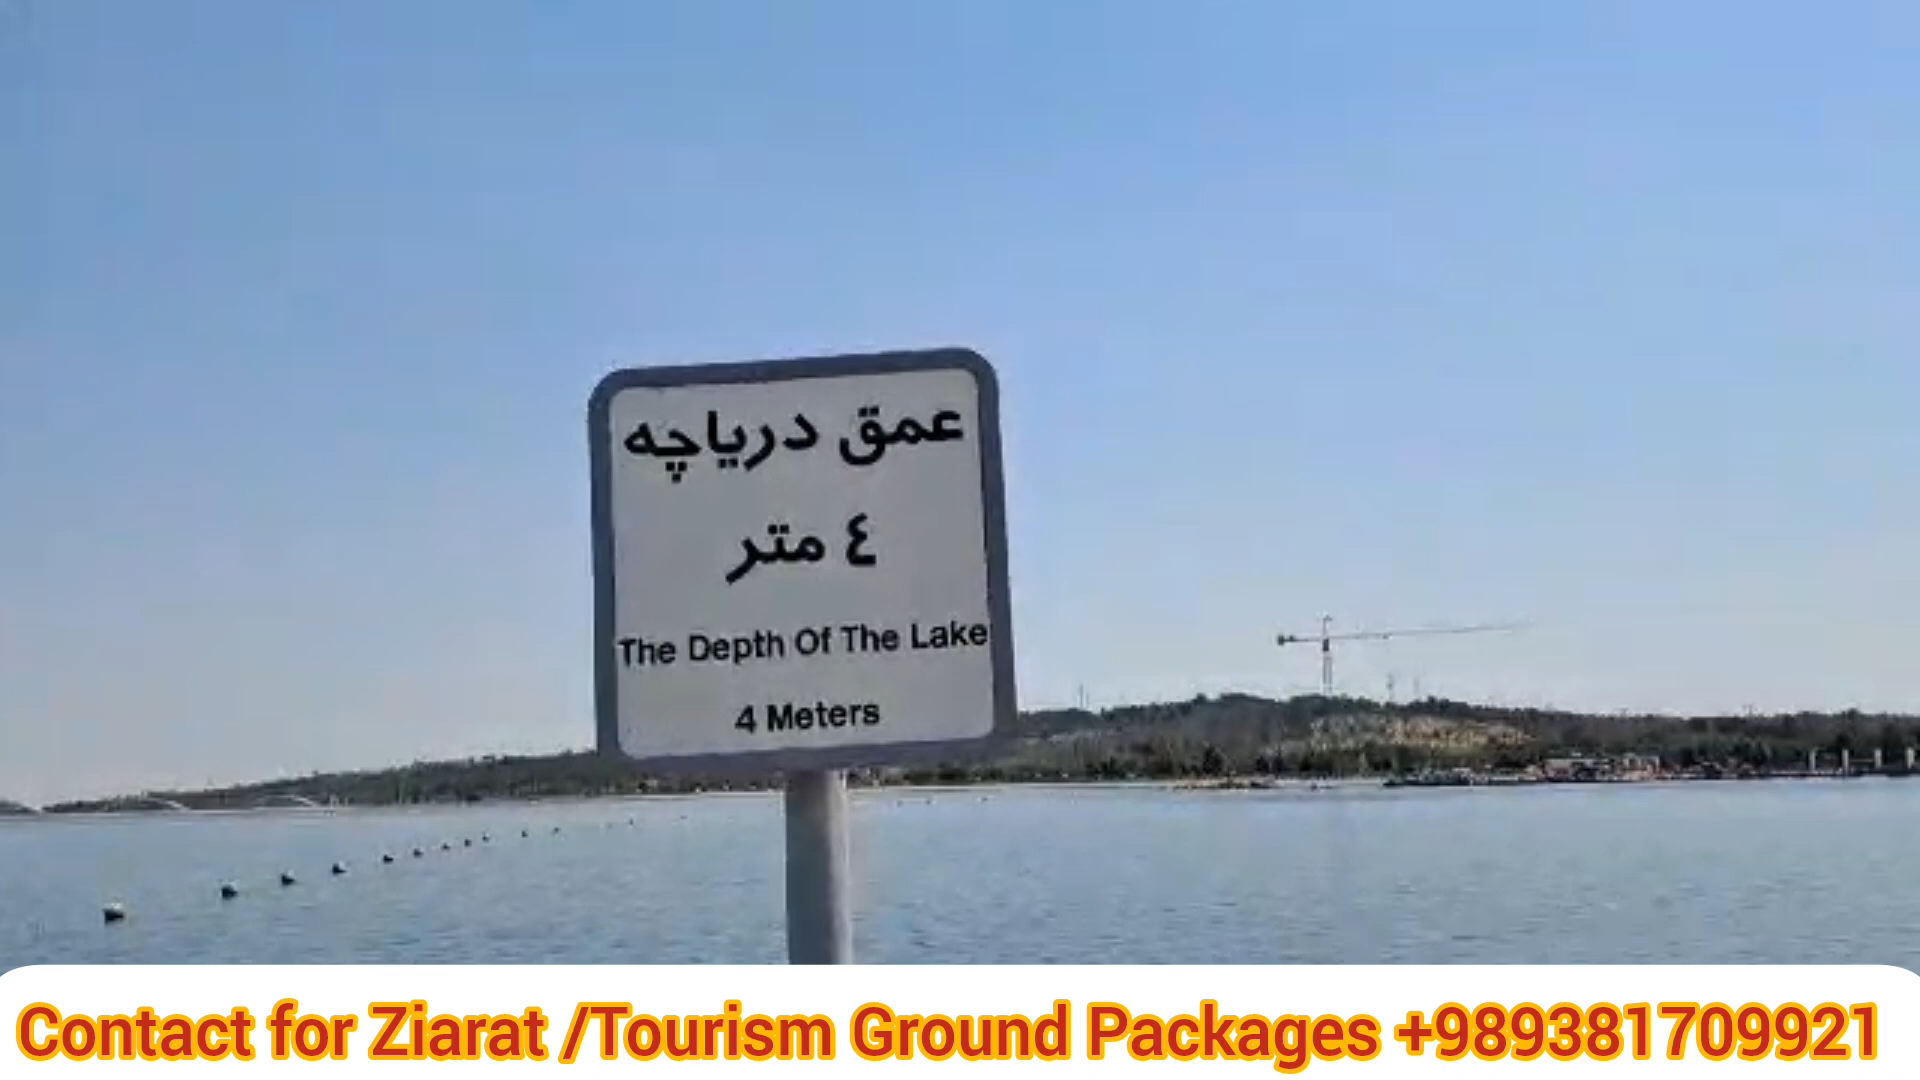 عمق دریاچه
٤ متر
The Depth Of The Lake
4 Meters
Contact for Ziarat /Tourism Ground Packages +989381709921